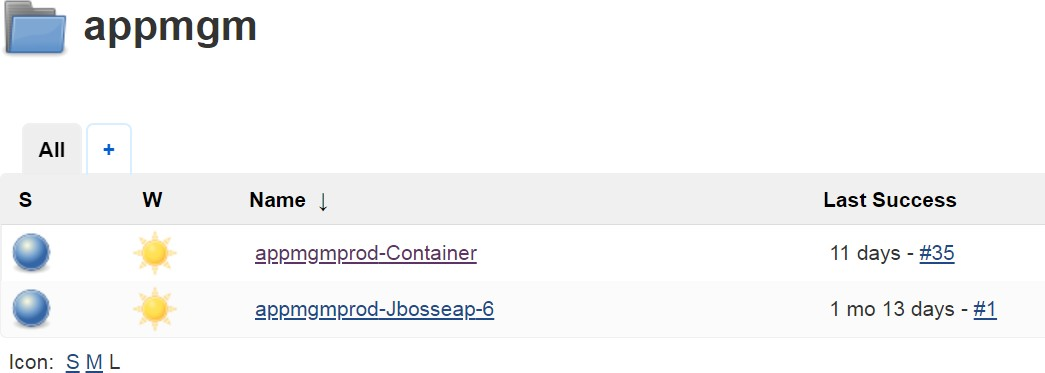 appmgm
All +
S W Name ↓ Last Success
appmgmprod-Container 11 days - #35
appmgmprod-Jbosseap-6 1 mo 13 days - #1
Icon: S M L